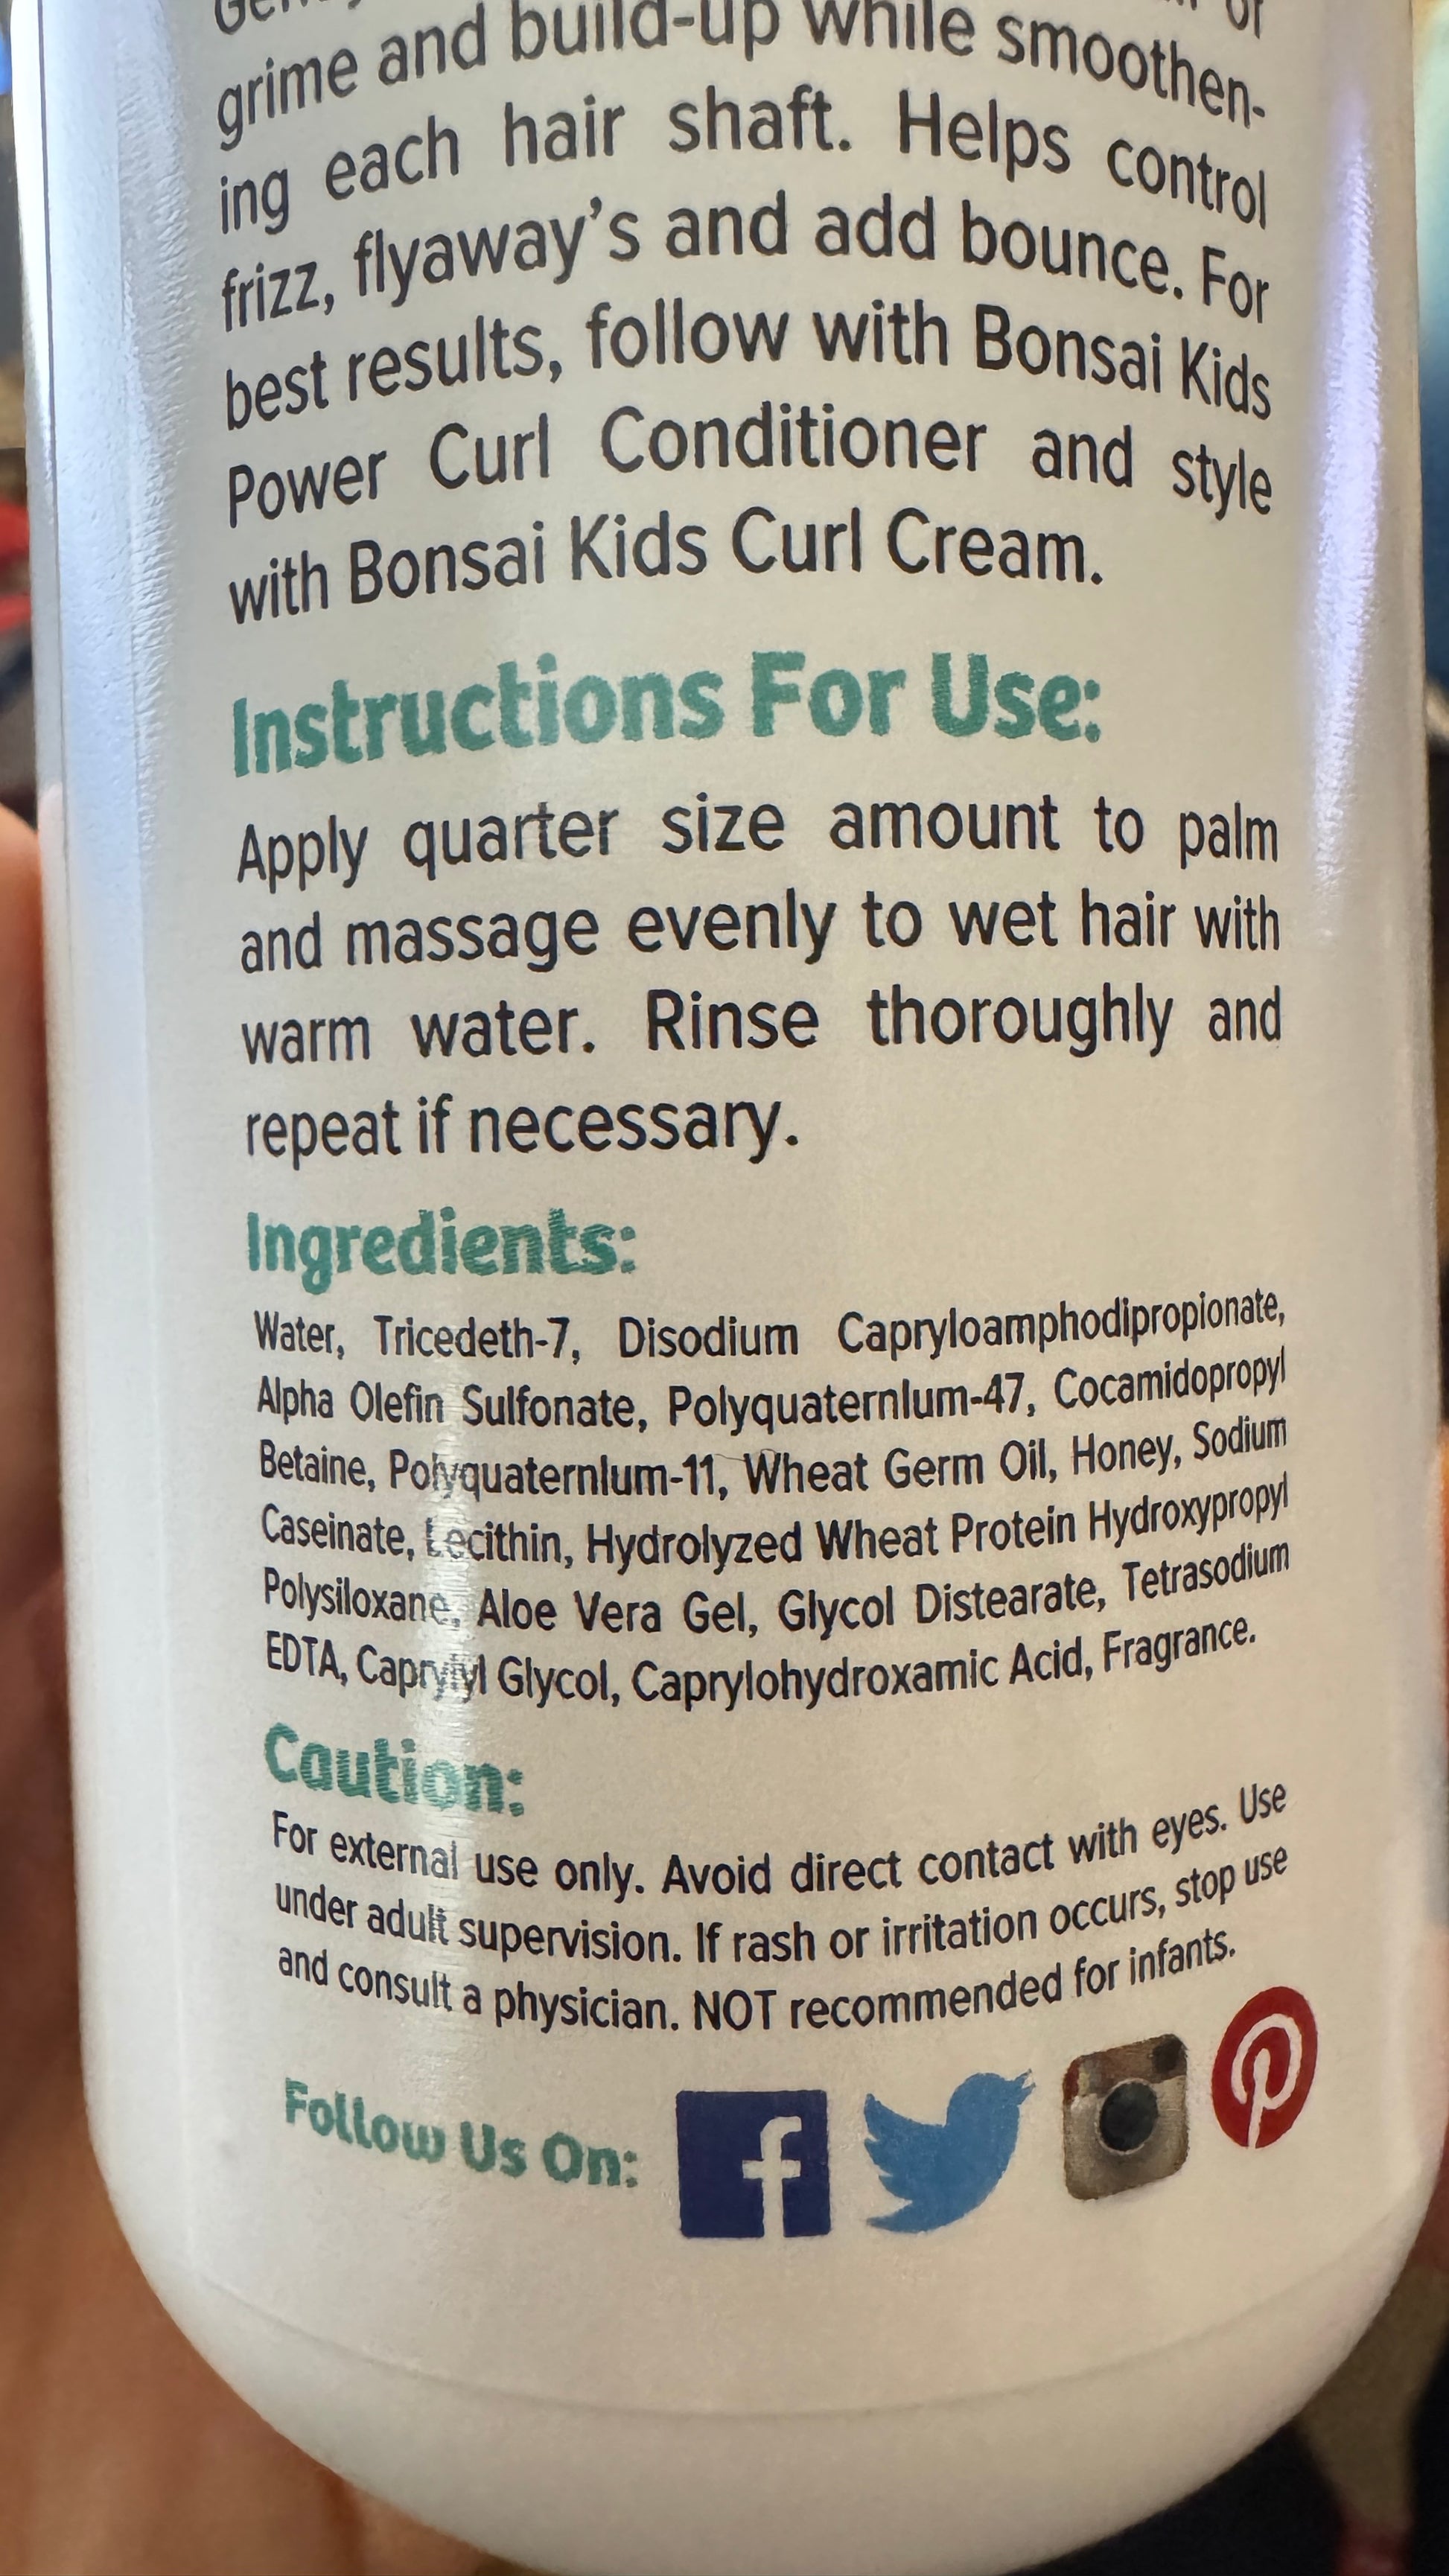 grime and build-up while smoothen-
ing each hair shaft. Helps control
frizz, flyaway's and add bounce. For
best results, follow with Bonsai Kids
Power Curl Conditioner and style
with Bonsai Kids Curl Cream.
Instructions For Use:
Apply quarter size amount to palm
and massage evenly to wet hair with
warm water. Rinse thoroughly and
repeat if necessary.
Ingredients:
Water, Tricedeth-7, Disodium Capryloamphodipropionate,
Alpha Olefin Sulfonate, Polyquaternlum-47, Cocamidopropyl
Betaine, Polyquaternlum-11, Wheat Germ Oil, Honey, Sodium
Caseinate, Lecithin, Hydrolyzed Wheat Protein Hydroxypropyl
Polysiloxane, Aloe Vera Gel, Glycol Distearate, Tetrasodium
EDTA, Caprylyl Glycol, Caprylohydroxamic Acid, Fragrance.
Caution:
For external use only. Avoid direct contact with eyes. Use
under adult supervision. If rash or irritation occurs, stop use
and consult a physician. NOT recommended for infants.
Follow Us On: